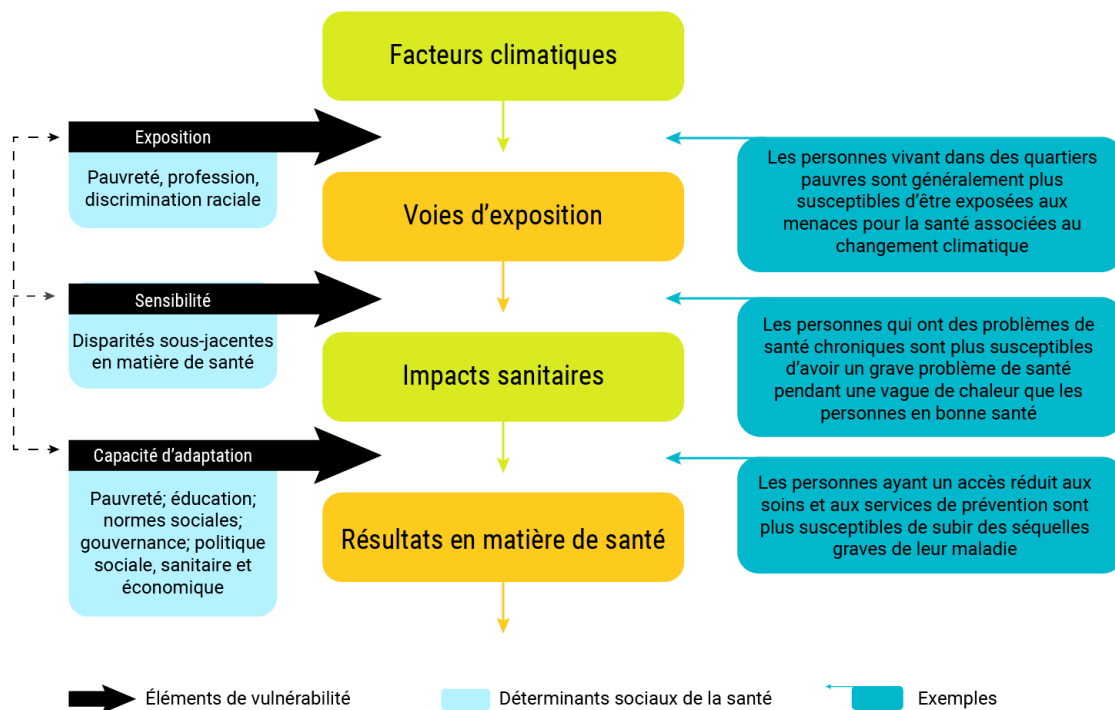 Facteurs climatiques
Exposition
Pauvreté, profession,
discrimination raciale
Les personnes vivant dans des quartiers
pauvres sont généralement plus
susceptibles d’être exposées aux
menaces pour la santé associées au
changement climatique
Voies d’exposition
Sensibilité
Disparités sous-jacentes
en matière de santé
Les personnes qui ont des problèmes de
santé chroniques sont plus susceptibles
d’avoir un grave problème de santé
pendant une vague de chaleur que les
personnes en bonne santé
Impacts sanitaires
Capacité d’adaptation
Pauvreté; éducation;
normes sociales;
gouvernance; politique
sociale, sanitaire et
économique
Les personnes ayant un accès réduit aux
soins et aux services de prévention sont
plus susceptibles de subir des séquelles
graves de leur maladie
Résultats en matière de santé
Éléments de vulnérabilité
Déterminants sociaux de la santé
Exemples